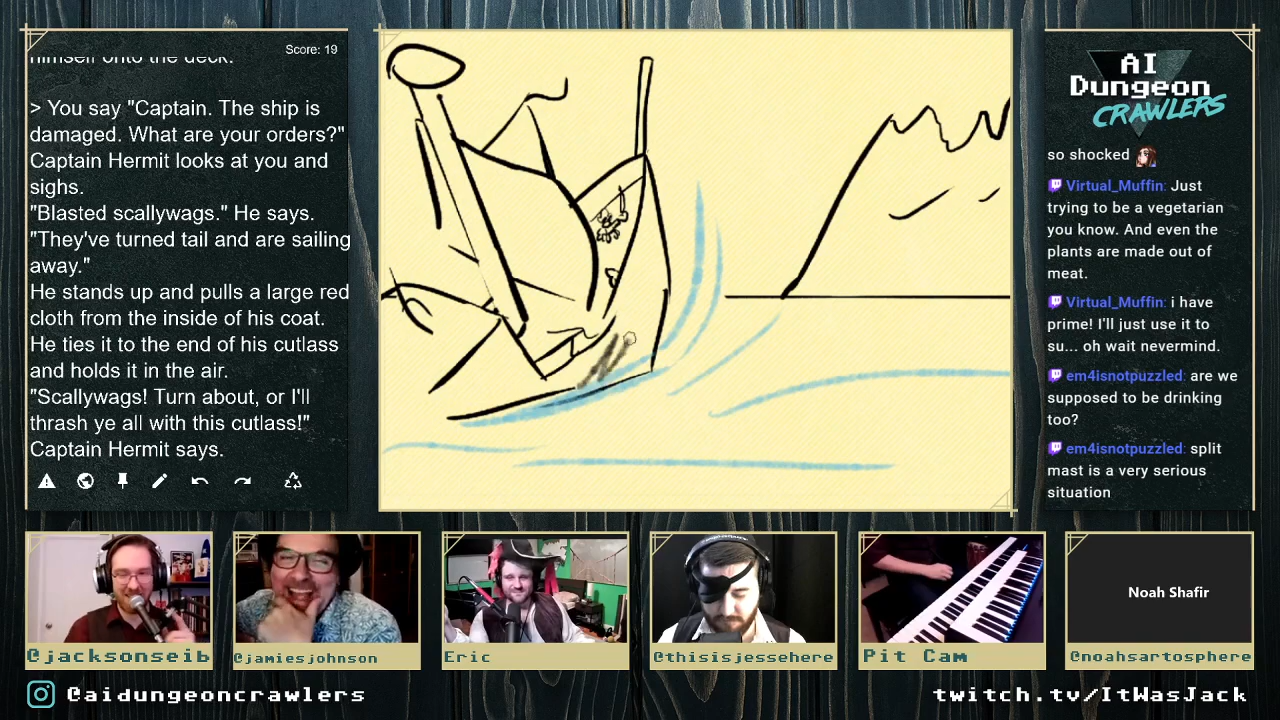 Score: 19
himself onto the deck.
> You say "Captain. The ship is
damaged. What are your orders?"
Captain Hermit looks at you and
sighs.
"Blasted scallywags." He says.
"They've turned tail and are sailing
away."
He stands up and pulls a large red
cloth from the inside of his coat.
He ties it to the end of his cutlass
and holds it in the air.
"Scallywags! Turn about, or I'll
thrash ye all with this cutlass!"
Captain Hermit says.
AI
Dungeon
CRAWLERS
so shocked
Virtual_Muffin: Just
trying to be a vegetarian
you know. And even the
plants are made out of
meat.
Virtual_Muffin: i have
prime! I'll just use it to
su... oh wait nevermind.
em4isnotpuzzled: are we
supposed to be drinking
too?
em4isnotpuzzled: split
mast is a very serious
situation
Noah Shafir
@jacksonseib
@jamiesjohnson
Eric
@thisisjessehere
Pit Cam
@noahsartosphere
@aidungeoncrawlers
twitch.tv/ItWasJack